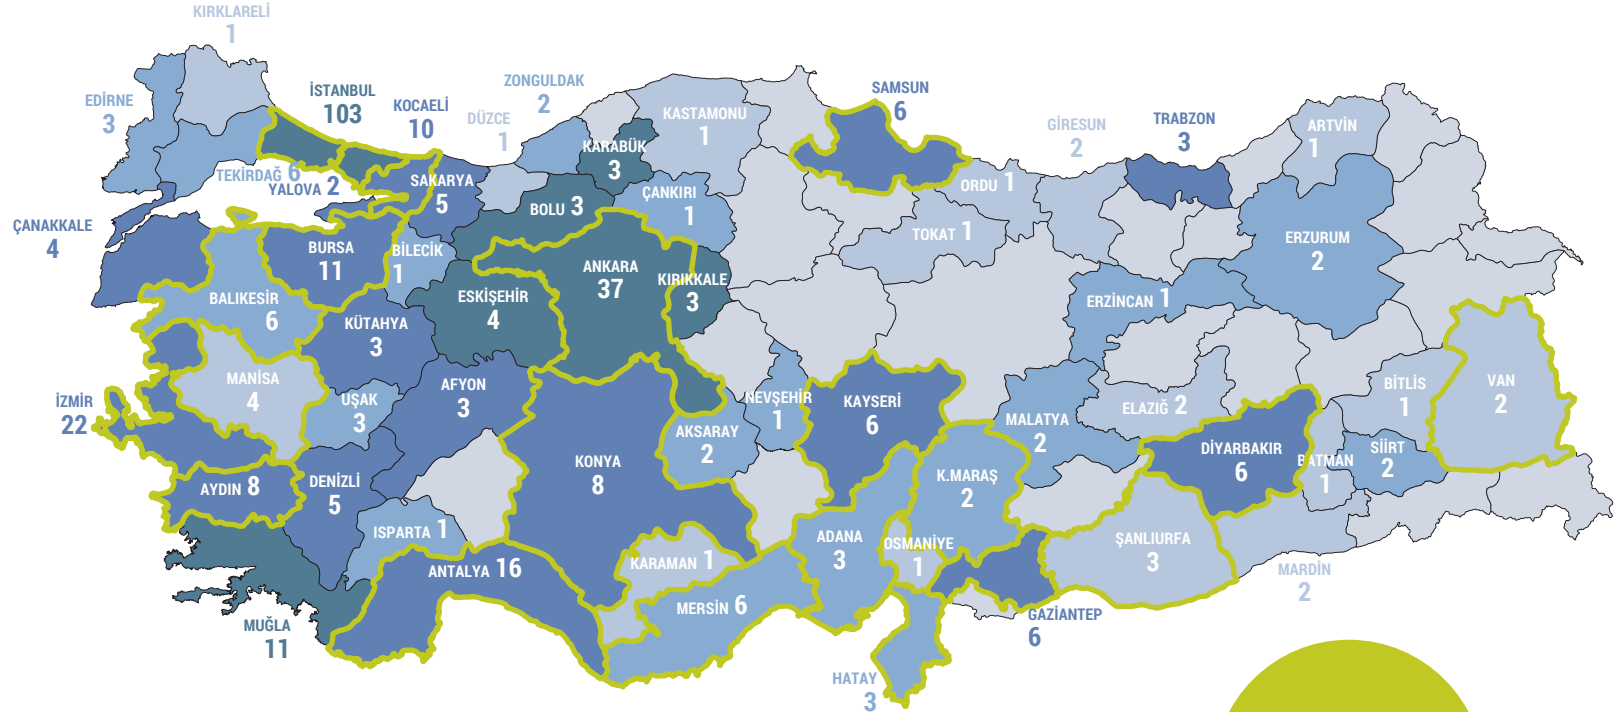 KIRKLARELİ
1
EDİRNE
3
İSTANBUL
103
KOCAELİ
10
TEKİRDAĞ 6
YALOVA 2
SAKARYA
5
DÜZCE
1
ZONGULDAK
2
KARABÜK
3
KASTAMONU
1
BOLU 3
ÇANKIRI
1
SAMSUN
6
ORDU 1
TOKAT 1
GİRESUN
2
TRABZON
3
ARTVİN
1
ERZURUM
2
ERZİNCAN 1
ÇANAKKALE
4
BURSA
11
BİLECİK
1
BALIKESİR
6
KÜTAHYA
3
ESKİŞEHİR
4
ANKARA
37
KIRIKKALE
3
MANİSA
4
UŞAK
3
AFYON
3
İZMİR
22
AYDIN 8
DENİZLİ
5
ISPARTA 1
MUĞLA
11
ANTALYA 16
KONYA
8
AKSARAY
2
NEVŞEHİR
1
KAYSERİ
6
KARAMAN 1
MERSİN 6
ADANA
3
OSMANİYE
1
K.MARAŞ
2
MALATYA
2
ELAZIĞ 2
DİYARBAKIR
6
BATMAN
1
SİİRT
2
BİTLİS
1
VAN
2
ŞANLIURFA
3
MARDİN
2
GAZİANTEP
6
HATAY
3